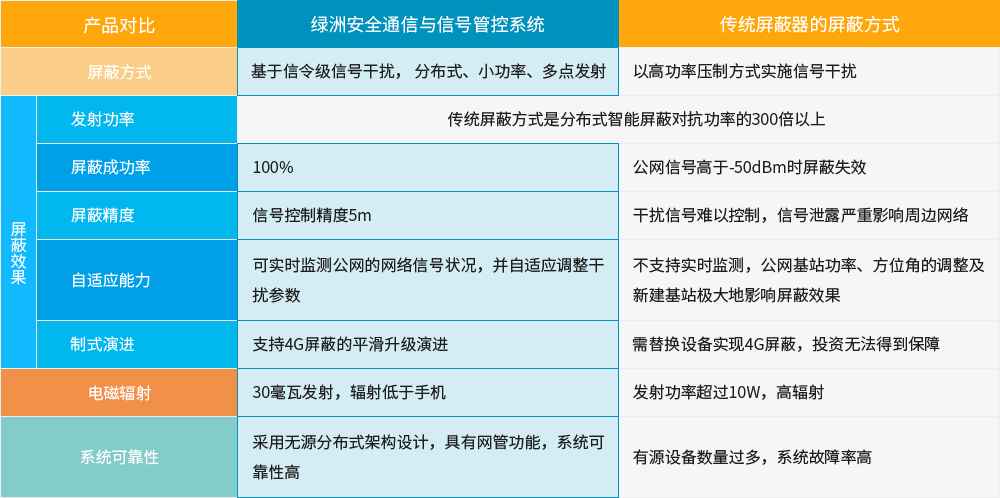 产品对比
绿洲安全通信与信号管控系统
传统屏蔽器的屏蔽方式
屏蔽方式
基于信令级信号干扰， 分布式、小功率、多点发射
以高功率压制方式实施信号干扰
屏蔽效果
发射功率
传统屏蔽方式是分布式智能屏蔽对抗功率的300倍以上
屏蔽成功率
100%
公网信号高于-50dBm时屏蔽失效
屏蔽精度
信号控制精度5m
干扰信号难以控制，信号泄露严重影响周边网络
自适应能力
可实时监测公网的网络信号状况，并自适应调整干
扰参数
不支持实时监测，公网基站功率、方位角的调整及
新建基站极大地影响屏蔽效果
制式演进
支持4G屏蔽的平滑升级演进
需替换设备实现4G屏蔽，投资无法得到保障
电磁辐射
30毫瓦发射，辐射低于手机
发射功率超过10W，高辐射
系统可靠性
采用无源分布式架构设计，具有网管功能，系统可
靠性高
有源设备数量过多，系统故障率高